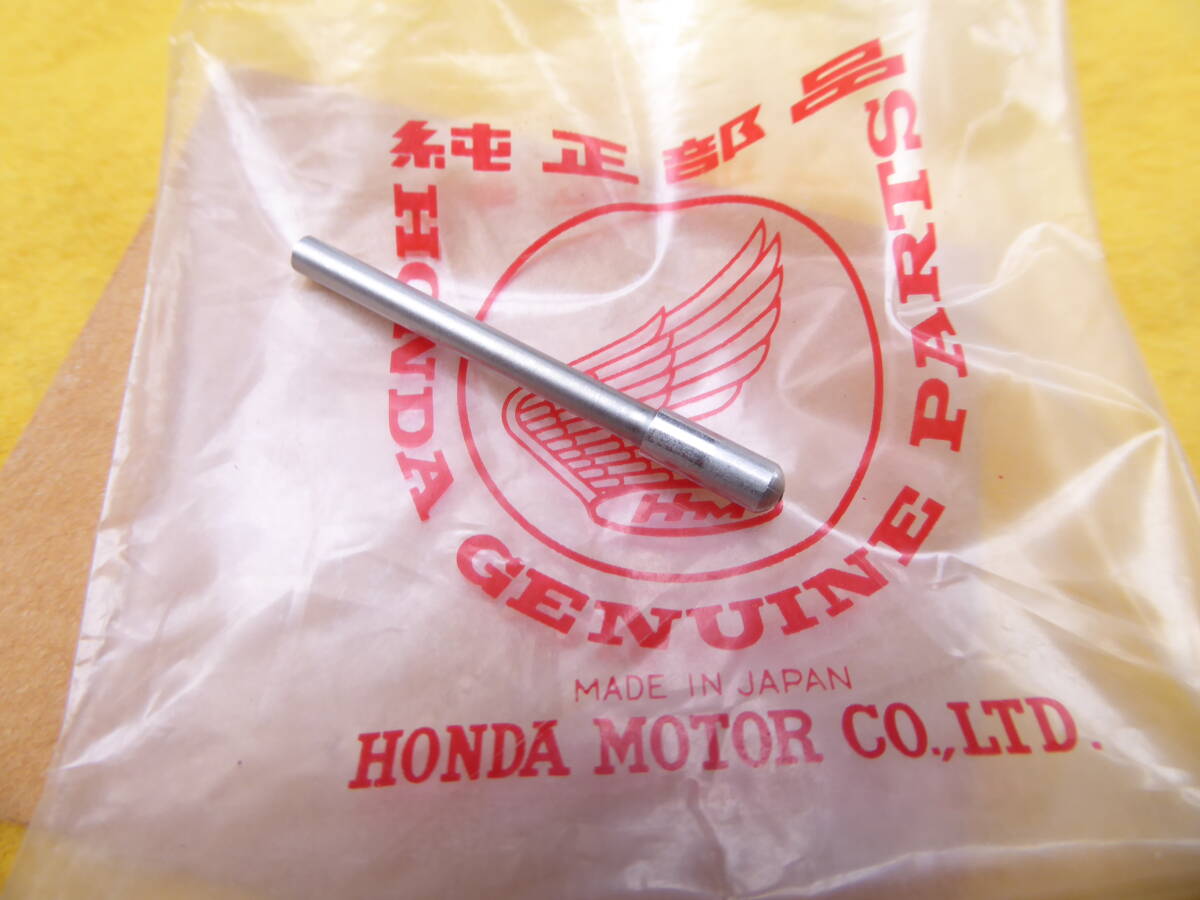 純正部品
HONDA GENUINE PARTS
HM
MADE IN JAPAN
HONDA MOTOR CO.,LTD.